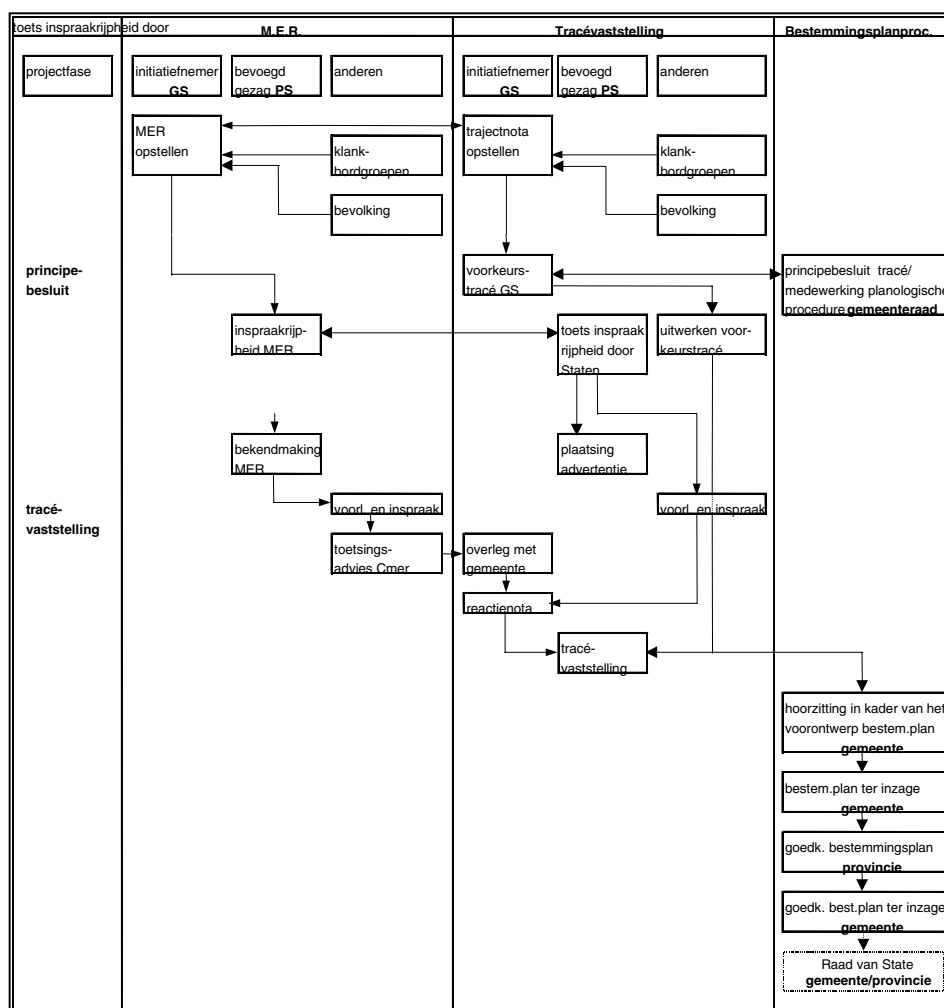 toets inspraakrijpheid door
M.E.R.
Tracévaststelling
Bestemmingsplanproc.
projectfase
initiatiefnemer
GS
bevoegd
gezag PS
anderen
initiatiefnemer
GS
bevoegd
gezag PS
anderen
MER
opstellen
klank-
bordgroepen
bevolking
trajectnota
opstellen
klank-
bordgroepen
bevolking
principe-
besluit
voorkeurs-
tracé GS
principebesluit tracé/
medewerking planologische
procedure gemeenteraad
inspraakrijp-
heid MER
toets inspraak
rijpheid door
Staten
uitwerken voor-
keurstracé
bekendmaking
MER
plaatsing
advertentie
tracé-
vaststelling
voorl. en inspraak
voorl. en inspraak
toetsings-
advies Cmer
overleg met
gemeente
reactienota
tracé-
vaststelling
hoorzitting in kader van het
voorontwerp bestem.plan
gemeente
bestem.plan ter inzage
gemeente
goedk. bestemmingsplan
provincie
goedk. best.plan ter inzage
gemeente
Raad van State
gemeente/provincie